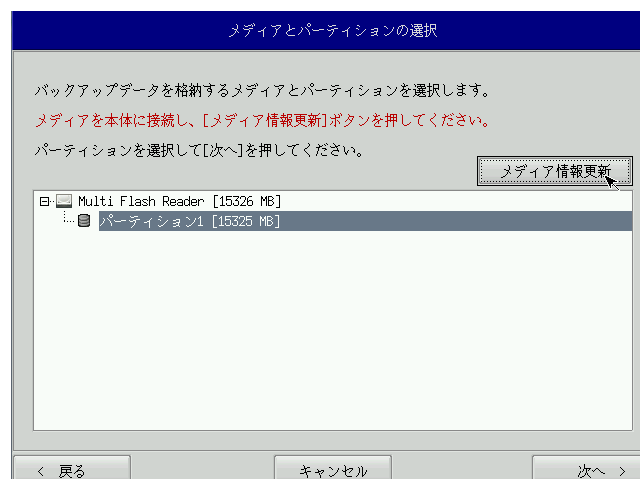 メディアとパーティションの選択
バックアップデータを格納するメディアとパーティションを選択します。
メディアを本体に接続し、[メディア情報更新]ボタンを押してください。
パーティションを選択して[次へ]を押してください。
メディア情報更新
Multi Flash Reader [15326 MB]
パーティション1 [15325 MB]
< 戻る
キャンセル
次へ >